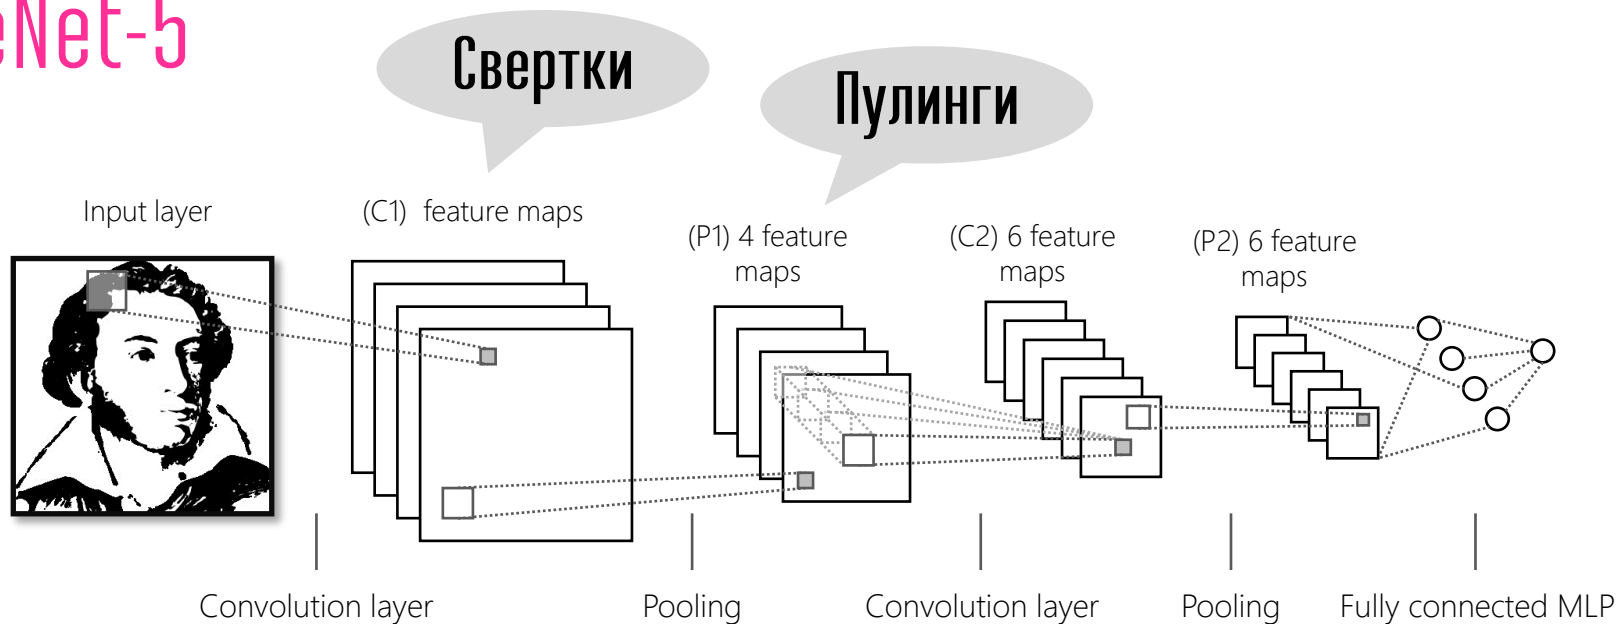 eNet-5
Свертки
Пулинги
Input layer
(C1) feature maps
(P1) 4 feature
maps
(C2) 6 feature
maps
(P2) 6 feature
maps
Convolution layer
Pooling
Convolution layer
Pooling
Fully connected MLP